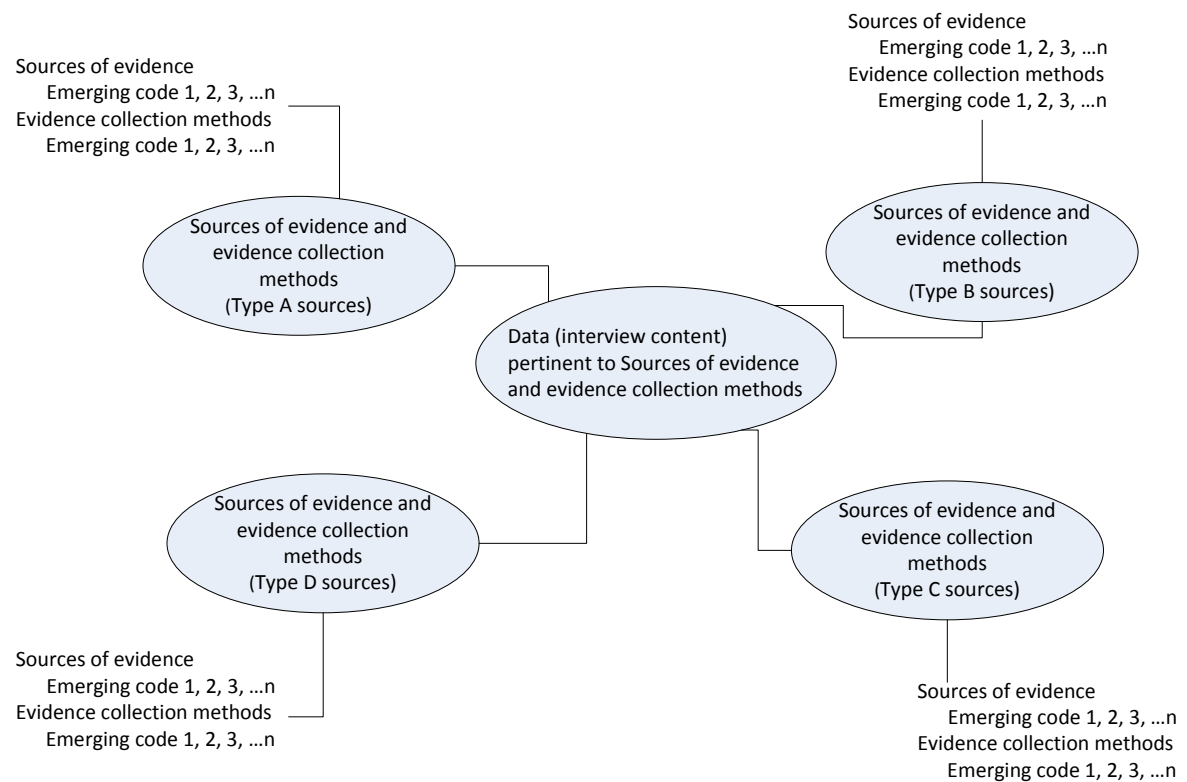 Sources of evidence
Emerging code 1, 2, 3, ...n
Evidence collection methods
Emerging code 1, 2, 3, ...n
Sources of evidence
Emerging code 1, 2, 3, ...n
Evidence collection methods
Emerging code 1, 2, 3, ...n
Sources of evidence and
evidence collection
methods
(Type A sources)
Sources of evidence and
evidence collection
methods
(Type B sources)
Data (interview content)
pertinent to Sources of evidence
and evidence collection methods
Sources of evidence and
evidence collection
methods
(Type D sources)
Sources of evidence and
evidence collection
methods
(Type C sources)
Sources of evidence
Emerging code 1, 2, 3, ...n
Evidence collection methods
Emerging code 1, 2, 3, ...n
Sources of evidence
Emerging code 1, 2, 3, ...n
Evidence collection methods
Emerging code 1, 2, 3, ...n